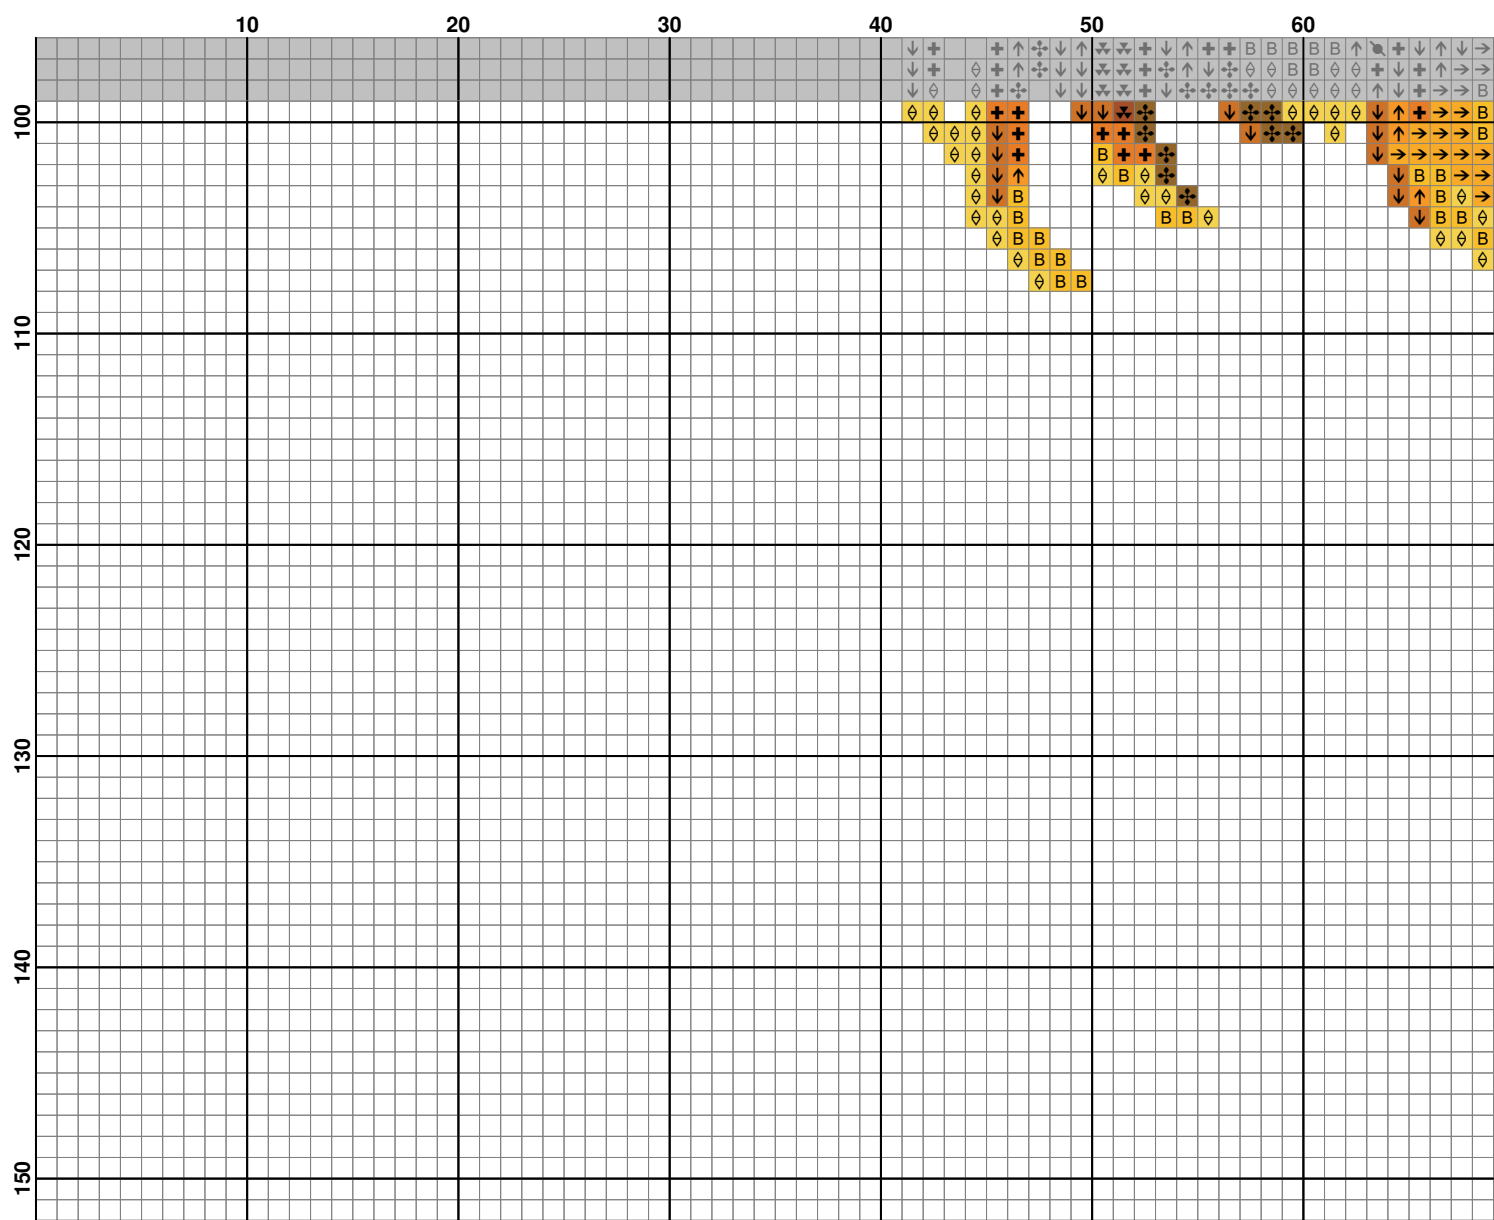 10 20 30 40 50 60
↓ ✚ ✚ ↑ ✣ ↓ ↑ ✚ ↓ ↑ ✚ ✚ B B B B B ↑ ✚ ↓ ↑ ↓ →
↓ ✚ ◊ ✚ ↑ ✣ ↓ ↓ ✚ ✣ ↑ ↓ ✣ ◊ ◊ B B ◊ ◊ ✚ ↓ ✚ ↑ → →
↓ ◊ ◊ ✚ ✣ ↓ ↓ ✚ ↓ ✣ ✣ ✣ ✣ ◊ ◊ ◊ ◊ ◊ ↑ ↓ ✚ → → B
◊ ◊ ◊ ✚ ✚ ↓ ↓ ✣ ↓ ✣ ✣ ◊ ◊ ◊ ◊ ↓ ↑ ✚ → → B
100
◊ ◊ ◊ ↓ ✚ ✚ ✚ ✣ ↓ ✣ ✣ ◊ ↓ ↑ → → → B
◊ ◊ ↓ ✚ B ✚ ✚ ✣ ↓ → → → → →
◊ ↓ ↑ ◊ B ◊ ✣ ↓ B B → →
◊ ↓ B ◊ ◊ ✣ ↓ ↑ B ◊ →
◊ ◊ B B B ◊ ↓ B B ◊
◊ B B ◊ ◊ B
◊ B B ◊
◊ B B
110
120
130
140
150